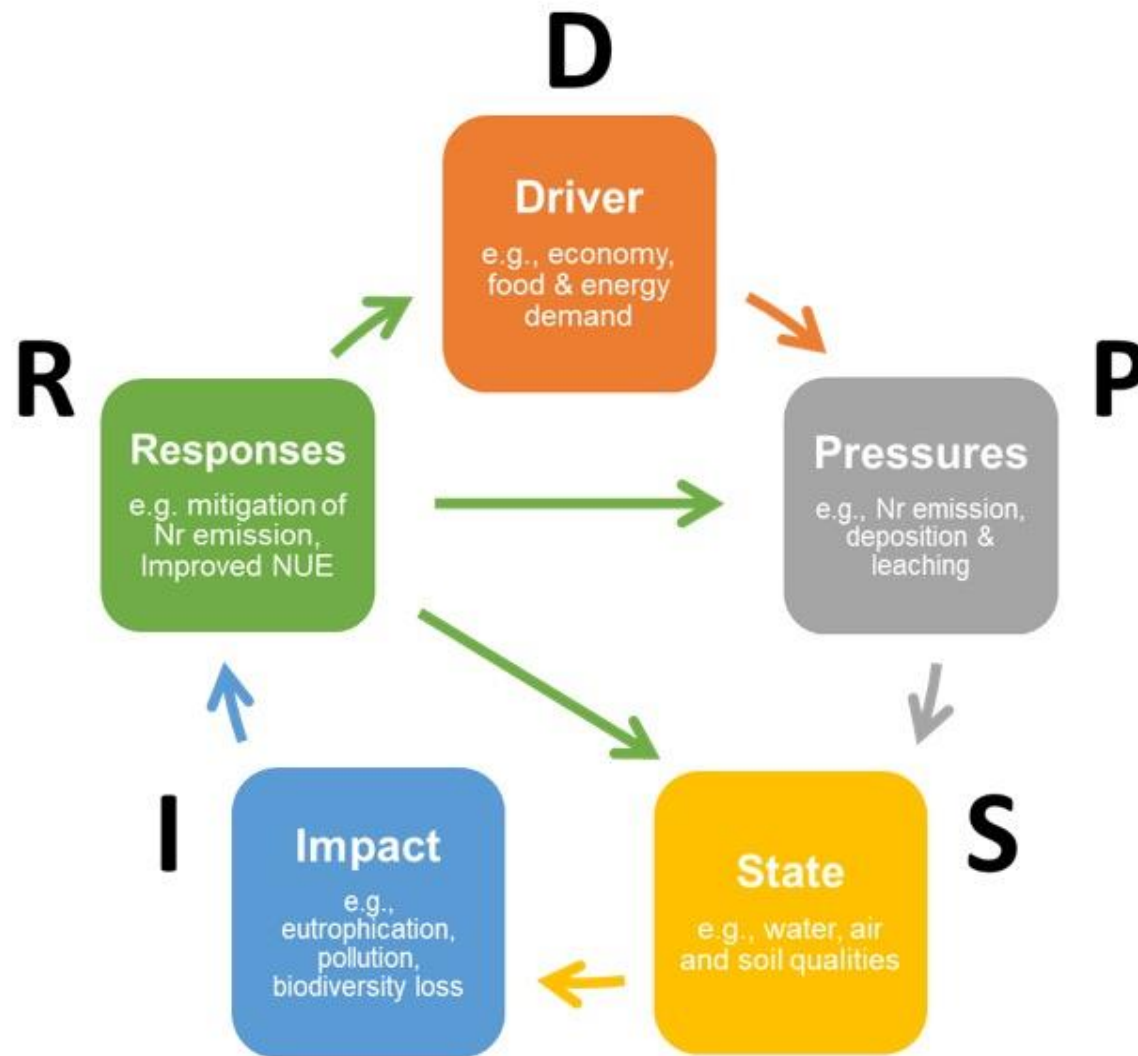 D
Driver
e.g., economy,
food & energy
demand
R
Responses
e.g. mitigation of
Nr emission,
Improved NUE
P
Pressures
e.g., Nr emission,
deposition &
leaching
I
Impact
e.g.,
eutrophication,
pollution,
biodiversity loss
S
State
e.g., water, air
and soil qualities